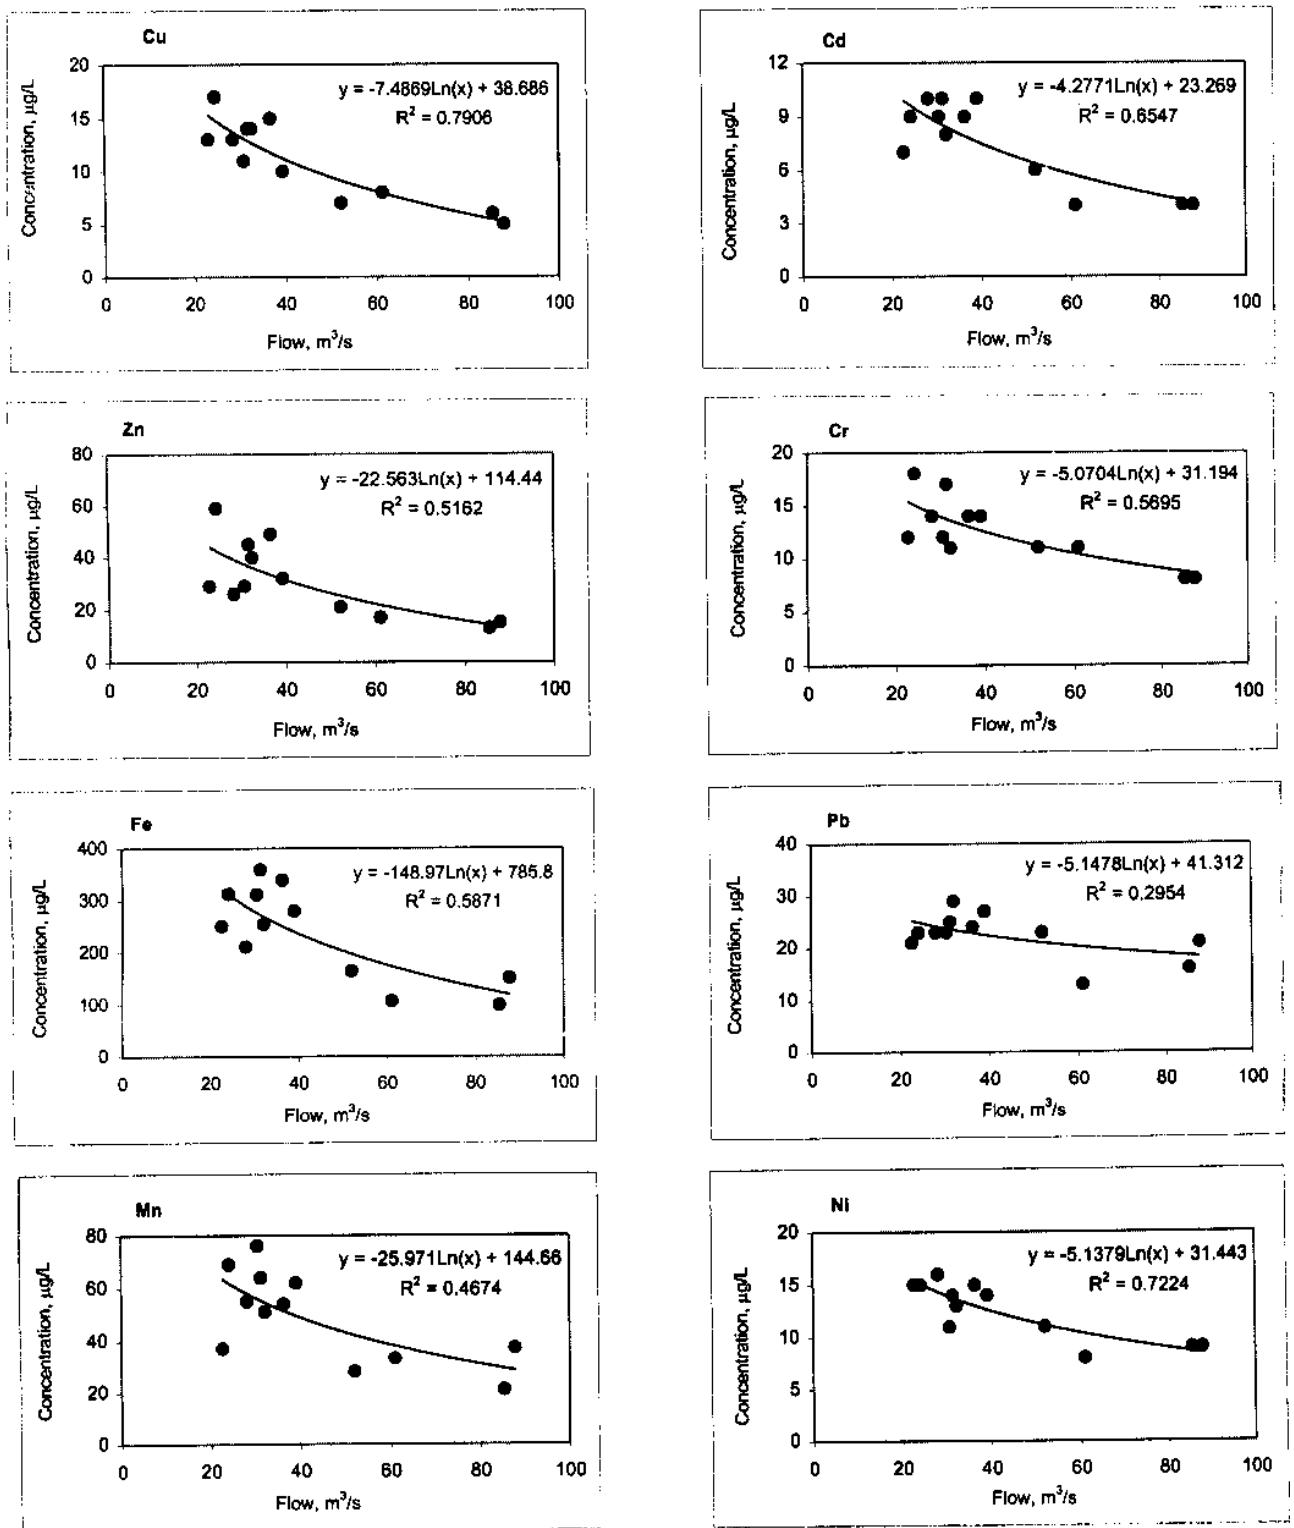 Cu
Concentration, µg/L
20
15
10
5
0
y = -7.4869Ln(x) + 38.686
R² = 0.7906
0 20 40 60 80 100
Flow, m³/s
Cd
Concentration, µg/L
12
9
6
3
0
y = -4.2771Ln(x) + 23.269
R² = 0.6547
0 20 40 60 80 100
Flow, m³/s
Zn
Concentration, µg/L
80
60
40
20
0
y = -22.563Ln(x) + 114.44
R² = 0.5162
0 20 40 60 80 100
Flow, m³/s
Cr
Concentration, µg/L
20
15
10
5
0
y = -5.0704Ln(x) + 31.194
R² = 0.5695
0 20 40 60 80 100
Flow, m³/s
Fe
Concentration, µg/L
400
300
200
100
0
y = -148.97Ln(x) + 785.8
R² = 0.5871
0 20 40 60 80 100
Flow, m³/s
Pb
Concentration, µg/L
40
30
20
10
0
y = -5.1478Ln(x) + 41.312
R² = 0.2954
0 20 40 60 80 100
Flow, m³/s
Mn
Concentration, µg/L
80
60
40
20
0
y = -25.971Ln(x) + 144.66
R² = 0.4674
0 20 40 60 80 100
Flow, m³/s
Ni
Concentration, µg/L
20
15
10
5
0
y = -5.1379Ln(x) + 31.443
R² = 0.7224
0 20 40 60 80 100
Flow, m³/s